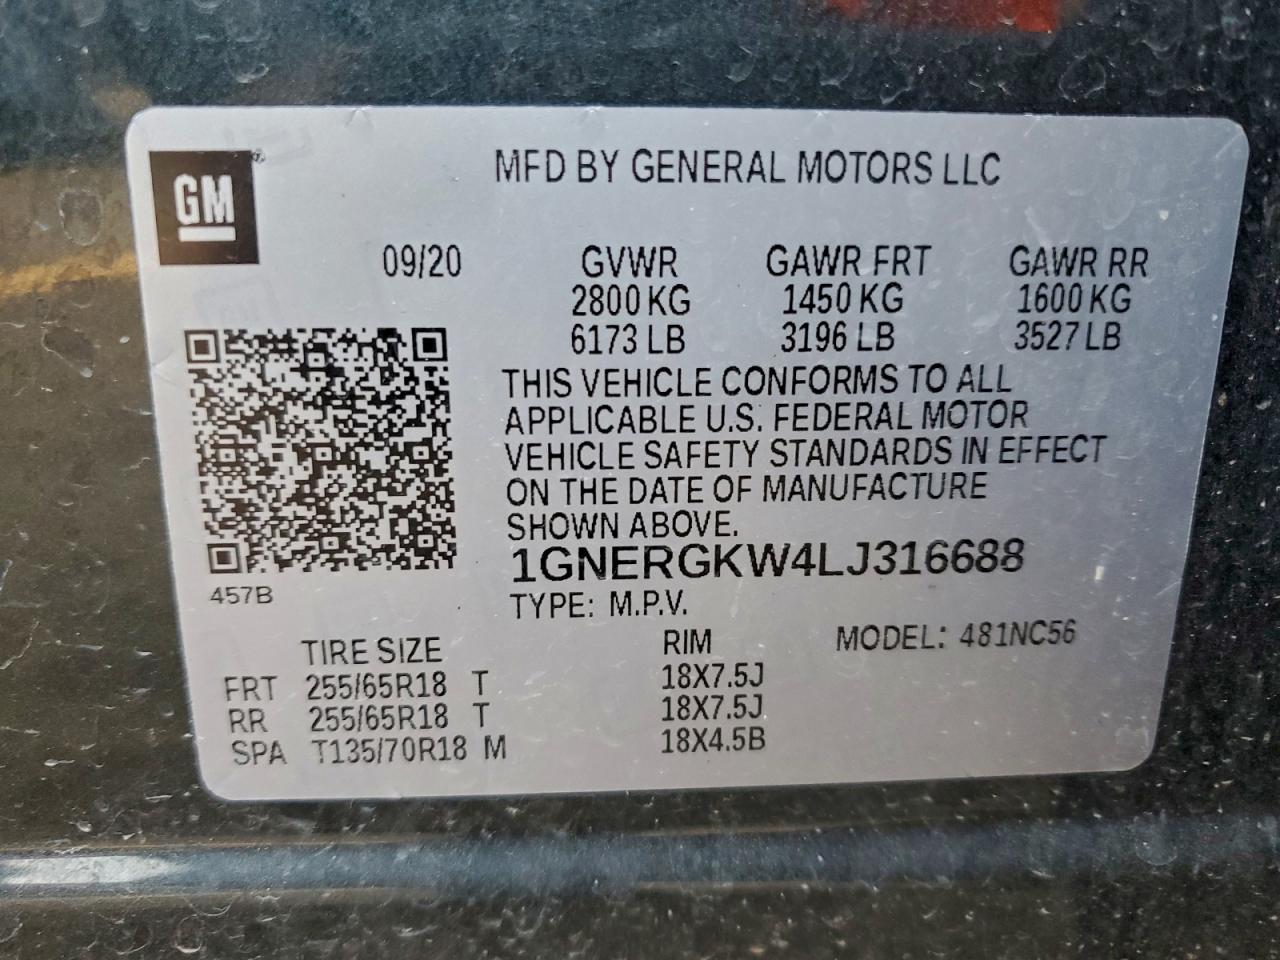 GM
MFD BY GENERAL MOTORS LLC
09/20 GVWR GAWR FRT GAWR RR
2800 KG 1450 KG 1600 KG
6173 LB 3196 LB 3527 LB
THIS VEHICLE CONFORMS TO ALL
APPLICABLE U.S. FEDERAL MOTOR
VEHICLE SAFETY STANDARDS IN EFFECT
ON THE DATE OF MANUFACTURE
SHOWN ABOVE.
1GNERGKW4LJ316688
457B
TYPE: M.P.V.
TIRE SIZE RIM MODEL: 481NC56
FRT 255/65R18 T 18X7.5J
RR 255/65R18 T 18X7.5J
SPA T135/70R18 M 18X4.5B